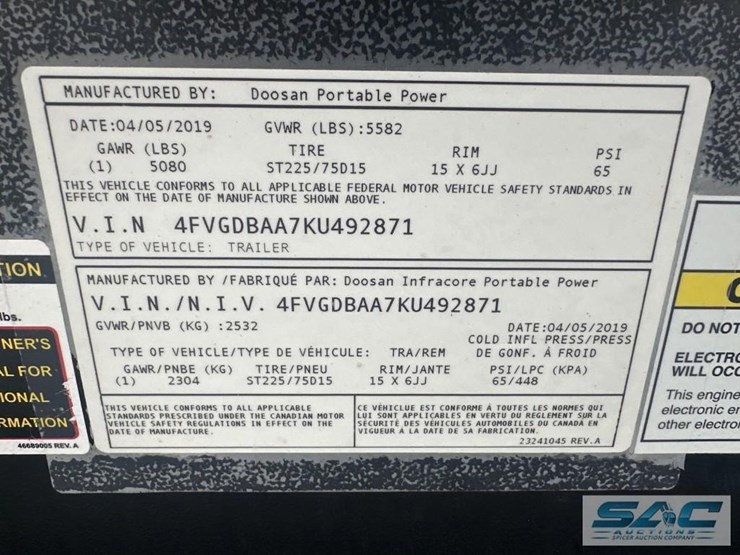 MANUFACTURED BY: Doosan Portable Power
DATE:04/05/2019 GVWR (LBS):5582
GAWR (LBS) TIRE RIM PSI
(1) 5080 ST225/75D15 15 X 6JJ 65
THIS VEHICLE CONFORMS TO ALL APPLICABLE FEDERAL MOTOR VEHICLE SAFETY STANDARDS IN
EFFECT ON THE DATE OF MANUFACTURE SHOWN ABOVE.
V.I.N 4FVGDBAA7KU492871
TYPE OF VEHICLE: TRAILER
MANUFACTURED BY /FABRIQUÉ PAR: Doosan Infracore Portable Power
V.I.N./N.I.V. 4FVGDBAA7KU492871
GVWR/PNVB (KG) :2532 DATE:04/05/2019
COLD INFL PRESS/PRESS
TYPE OF VEHICLE/TYPE DE VÉHICULE: TRA/REM DE GONF. À FROID
GAWR/PNBE (KG) TIRE/PNEU RIM/JANTE PSI/LPC (KPA)
(1) 2304 ST225/75D15 15 X 6JJ 65/448
THIS VEHICLE CONFORMS TO ALL APPLICABLE
STANDARDS PRESCRIBED UNDER THE CANADIAN MOTOR
VEHICLE SAFETY REGULATIONS IN EFFECT ON THE
DATE OF MANUFACTURE.
CE VÉHICLUE EST CONFORME À TOUTES LES NORMES QUI
LUI SONT APPLICABLES EN VERTU DU REGLEMENT SUR LA
SÉCURITÉ DES VÉHICULES AUTOMOBILES DU CANADA EN
VIGUEUR À LA DATE DE SA FABRICATION.
23241045 REV.A
TION
lbs.
NER'S
AL FOR
IONAL
RMATION
46689005 REV. A
DO NOT
ELECTRO
WILL OCC
This engine
electronic en
other electron
SAC
AUCTIONS
SPICER AUCTION COMPANY